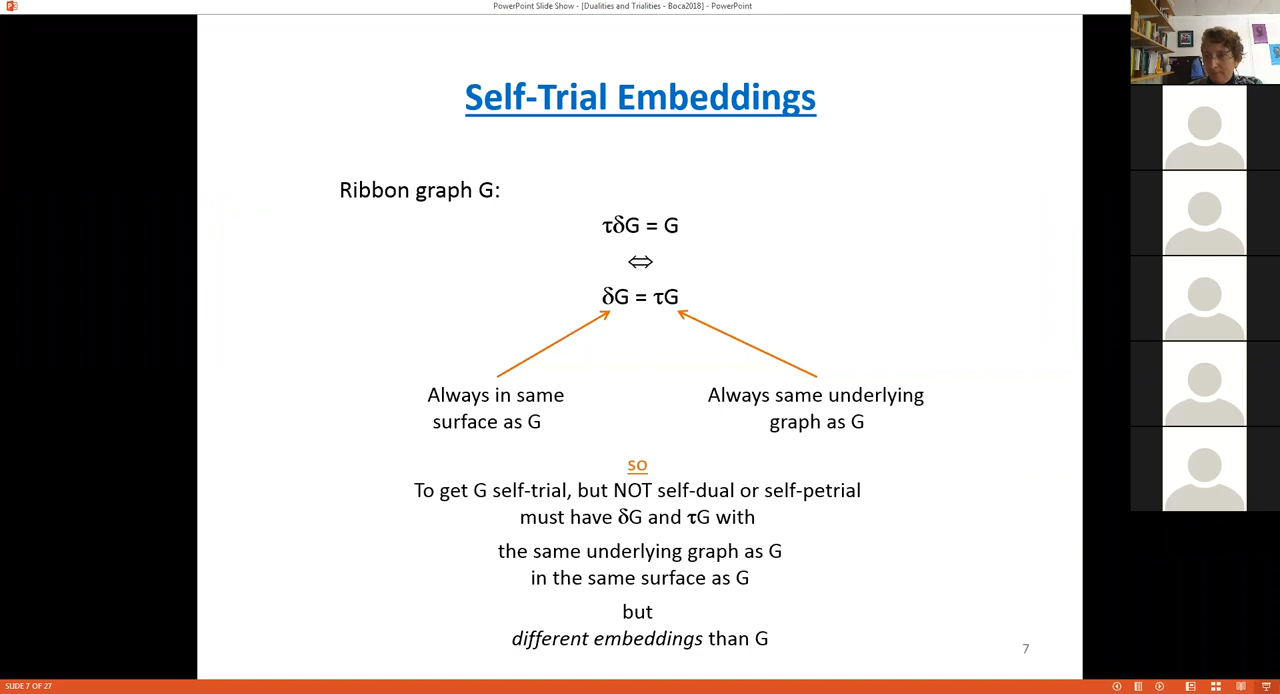 PowerPoint Slide Show - [Dualities and Trialities - Boca2018] - PowerPoint
Self-Trial Embeddings
Ribbon graph G:
τδG = G
⇔
δG = τG
Always in same
surface as G
Always same underlying
graph as G
SO
To get G self-trial, but NOT self-dual or self-petrial
must have δG and τG with
the same underlying graph as G
in the same surface as G
but
different embeddings than G
7
SLIDE 7 OF 27